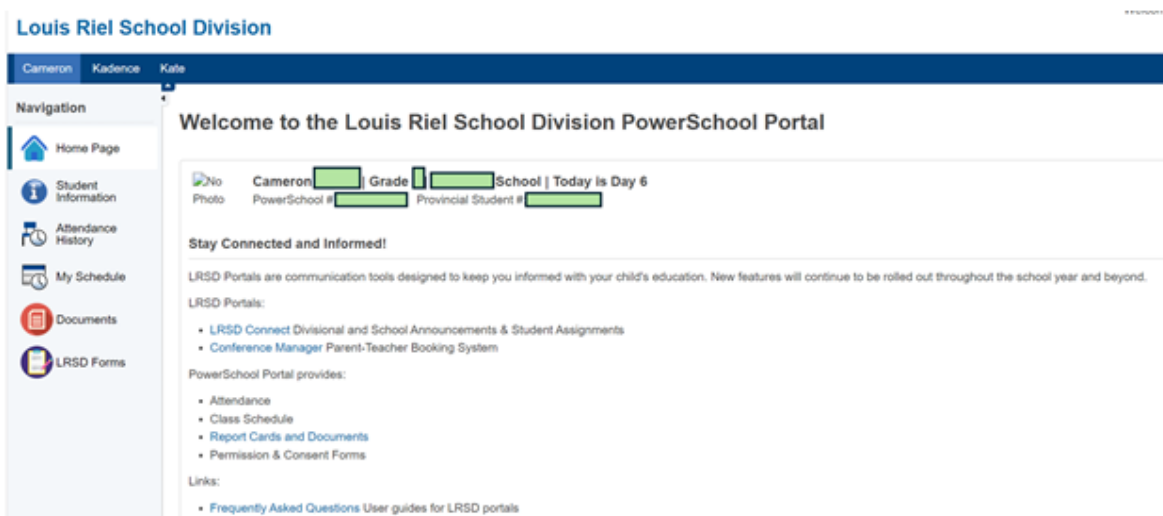 Louis Riel School Division
Cameron Kadence Kate
Navigation
Home Page
Student
Information
Attendance
History
My Schedule
Documents
LRSD Forms
Welcome to the Louis Riel School Division PowerSchool Portal
No
Photo
Cameron | Grade | School | Today is Day 6
PowerSchool # Provincial Student #
Stay Connected and Informed!
LRSD Portals are communication tools designed to keep you informed with your child's education. New features will continue to be rolled out throughout the school year and beyond.
LRSD Portals:
• LRSD Connect Divisional and School Announcements & Student Assignments
• Conference Manager Parent-Teacher Booking System
PowerSchool Portal provides:
• Attendance
• Class Schedule
• Report Cards and Documents
• Permission & Consent Forms
Links:
• Frequently Asked Questions User guides for LRSD portals